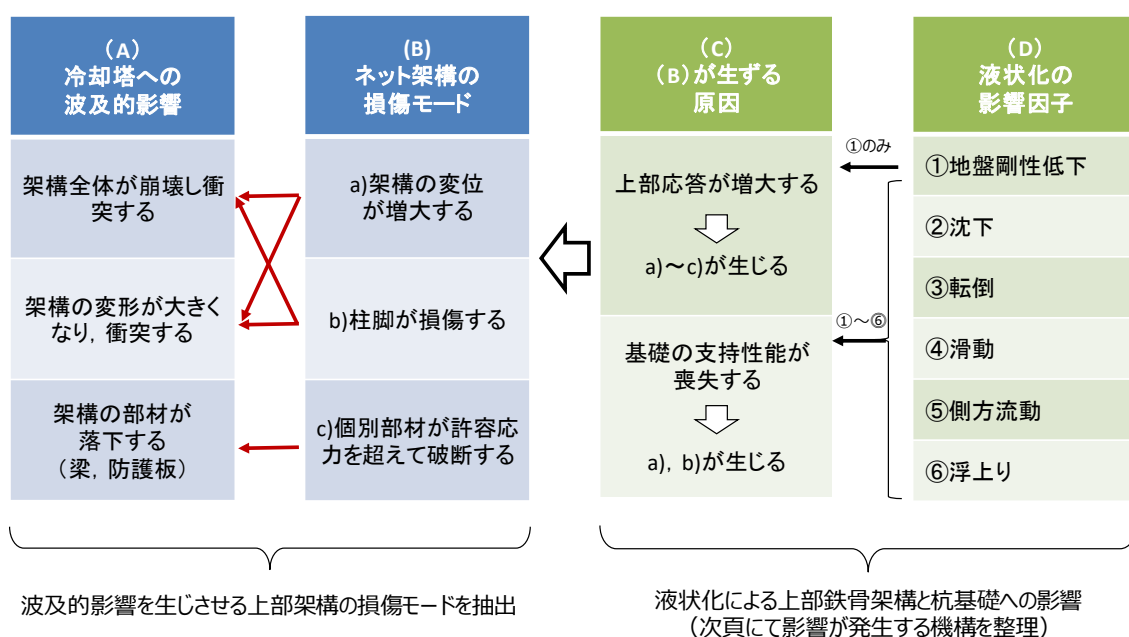 （A）
冷却塔への
波及的影響
架構全体が崩壊し衝
突する
架構の変形が大きく
なり，衝突する
架構の部材が
落下する
（梁，防護板）
(B)
ネット架構の
損傷モード
a)架構の変位
が増大する
b)柱脚が損傷する
c)個別部材が許容応
力を超えて破断する
（C）
（B）が生ずる
原因
上部応答が増大する
a)～c)が生じる
基礎の支持性能が
喪失する
a)，b)が生じる
①のみ
①～⑥
（D）
液状化の
影響因子
①地盤剛性低下
②沈下
③転倒
④滑動
⑤側方流動
⑥浮上り
波及的影響を生じさせる上部架構の損傷モードを抽出
液状化による上部鉄骨架構と杭基礎への影響
（次頁にて影響が発生する機構を整理）